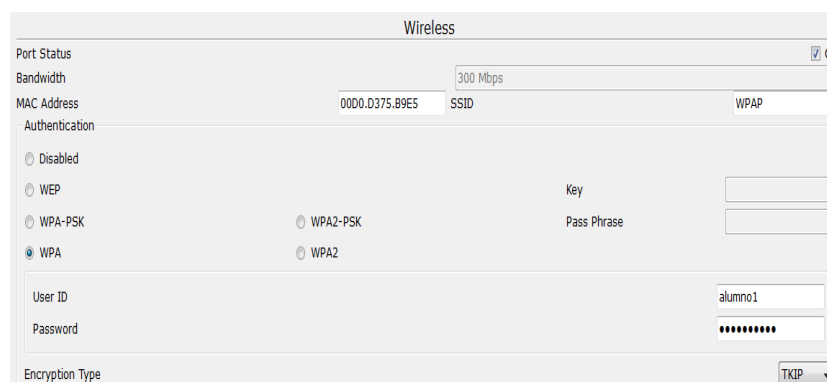 Wireless
Port Status
Bandwidth 300 Mbps
MAC Address 00D0.D375.B9E5 SSID WPAP
Authentication
Disabled
WEP Key
WPA-PSK WPA2-PSK Pass Phrase
WPA WPA2
User ID alumno1
Password ••••••••••
Encryption Type TKIP